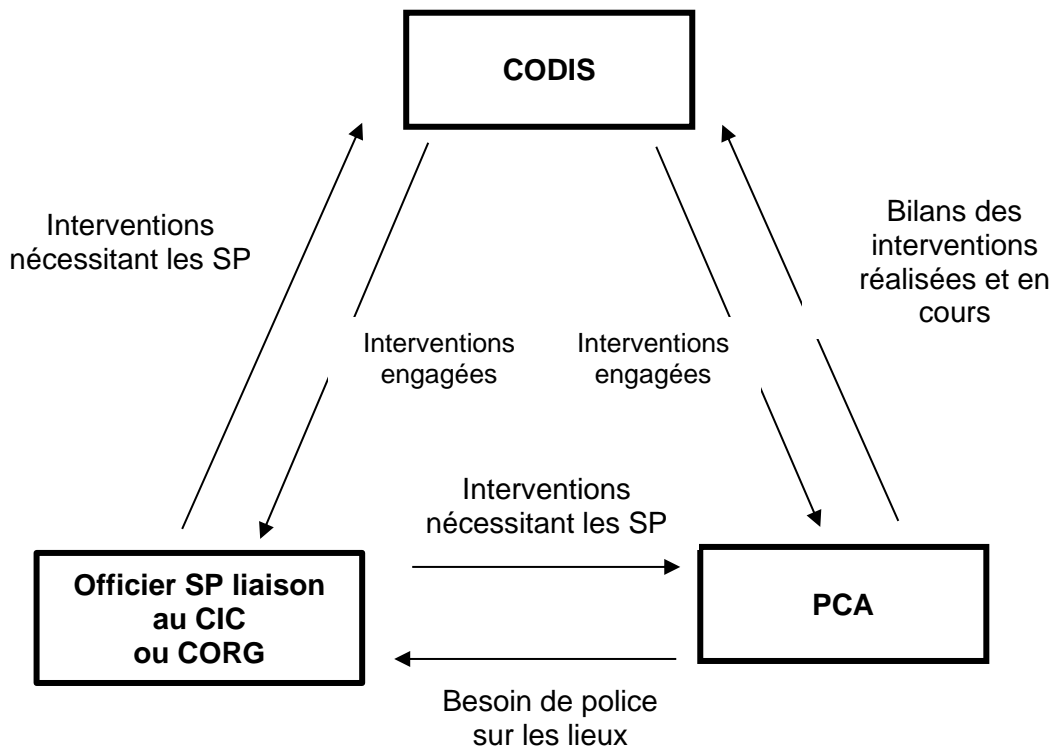 CODIS
Interventions
nécessitant les SP
Bilans des
interventions
réalisées et en
cours
Interventions
engagées
Interventions
engagées
Interventions
nécessitant les SP
Officier SP liaison
au CIC
ou CORG
PCA
Besoin de police
sur les lieux